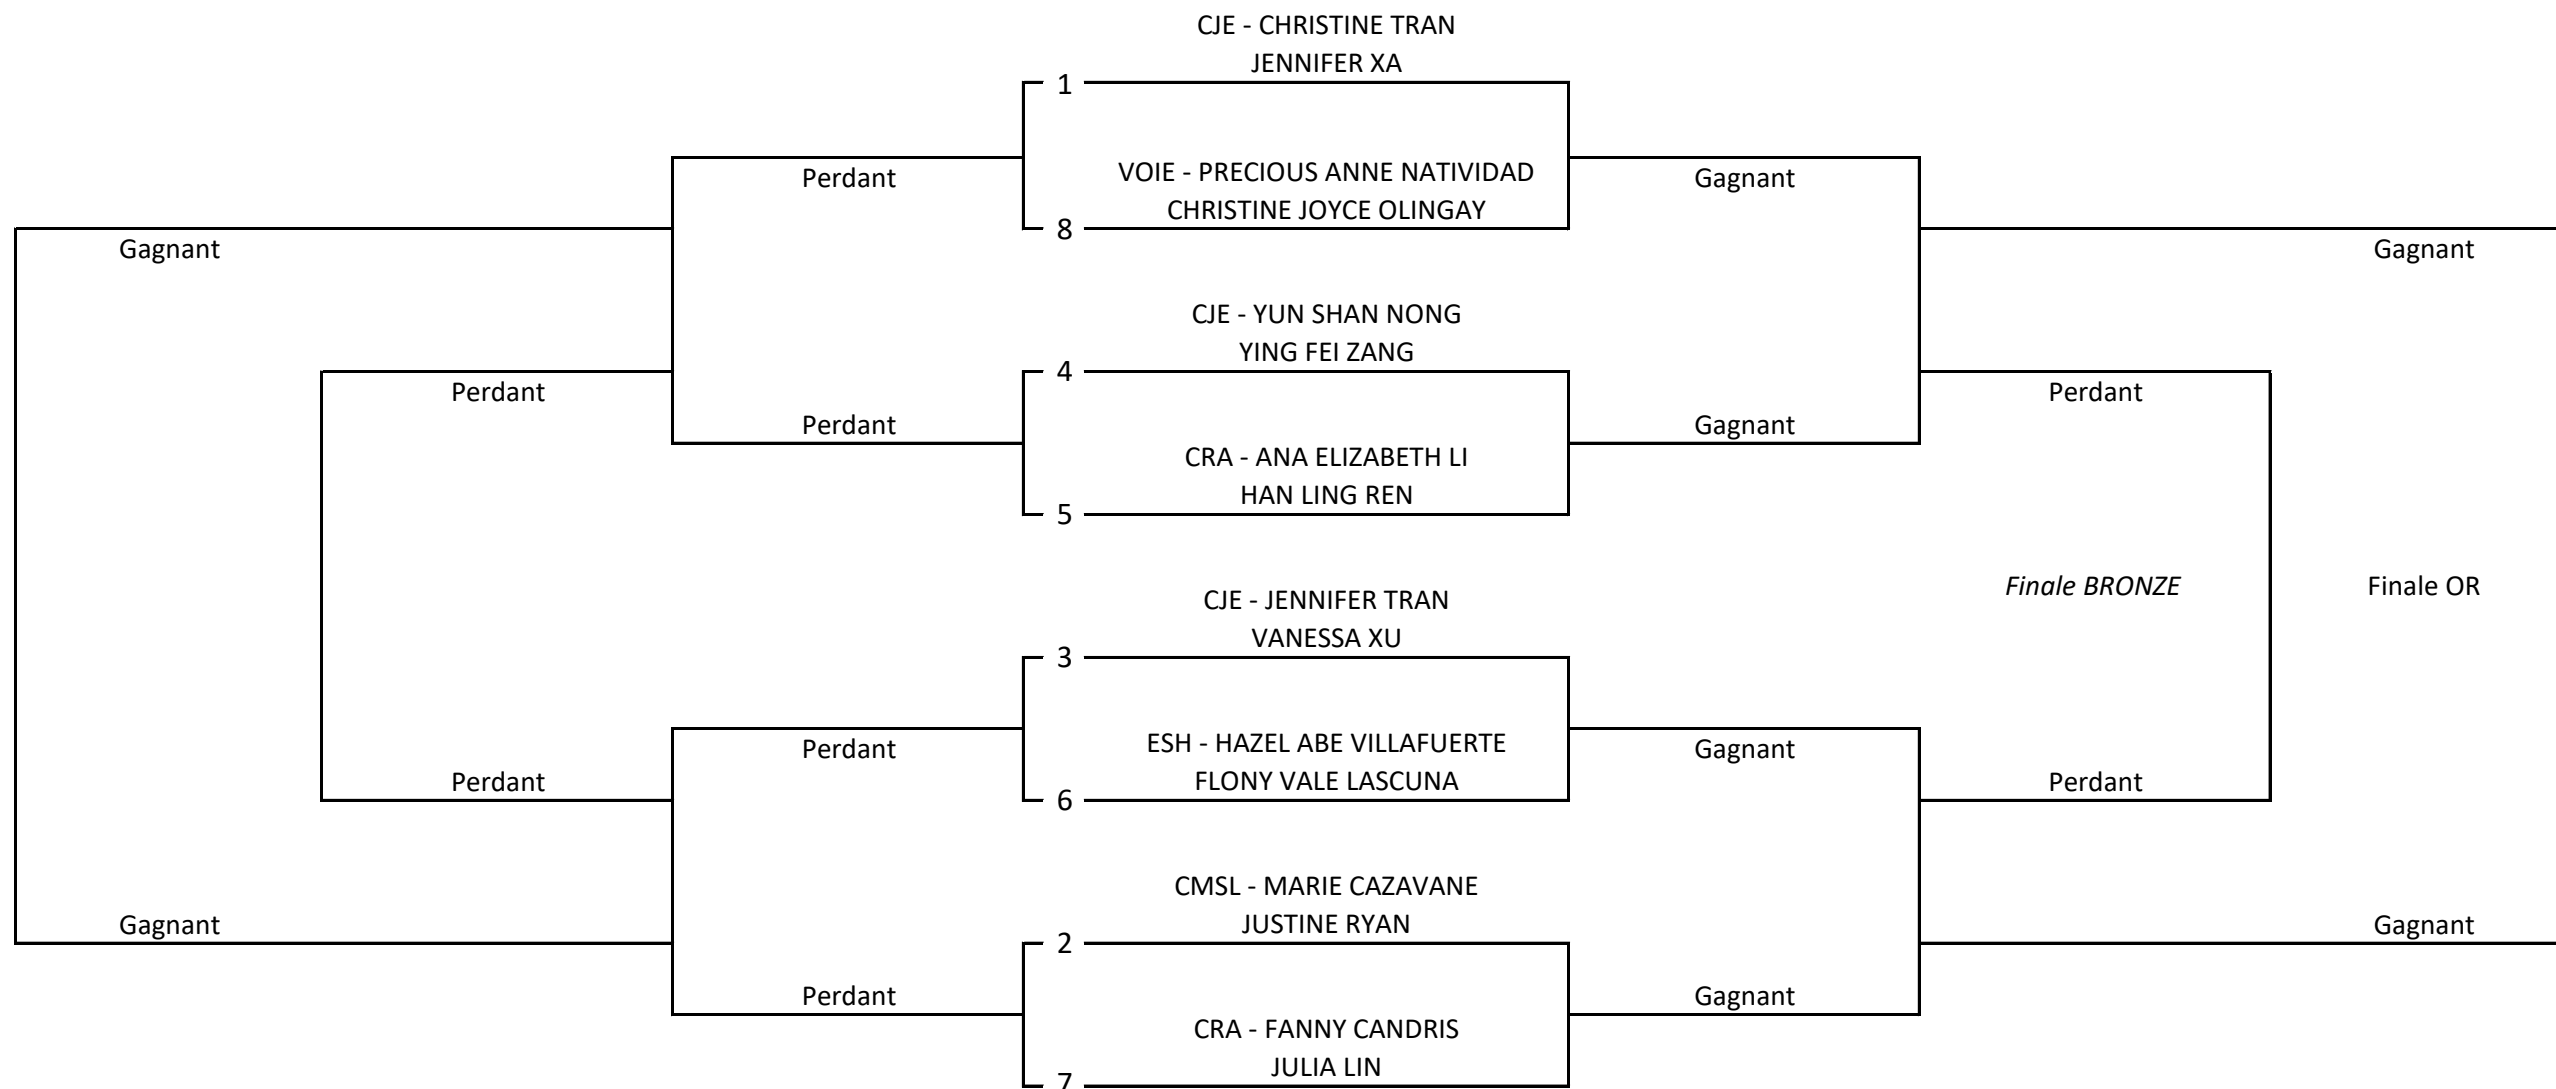 CJE - CHRISTINE TRAN
JENNIFER XA
1
Perdant
VOIE - PRECIOUS ANNE NATIVIDAD
Gagnant
CHRISTINE JOYCE OLINGAY
8
Gagnant
Gagnant
CJE - YUN SHAN NONG
YING FEI ZANG
4
Perdant
Perdant
Perdant
Gagnant
CRA - ANA ELIZABETH LI
HAN LING REN
5
Finale BRONZE
Finale OR
CJE - JENNIFER TRAN
VANESSA XU
3
Perdant
ESH - HAZEL ABE VILLAFUERTE
Gagnant
Perdant
FLONY VALE LASCUNA
Perdant
6
CMSL - MARIE CAZAVANE
Gagnant
JUSTINE RYAN
Gagnant
2
Perdant
Gagnant
CRA - FANNY CANDRIS
JULIA LIN
7